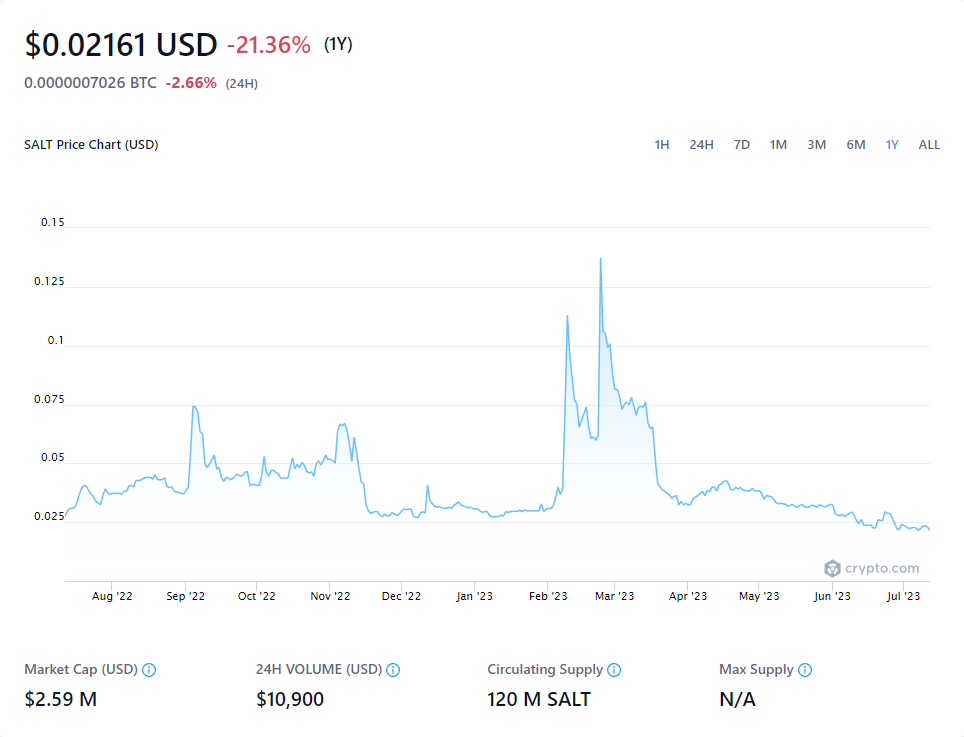 $0.02161 USD -21.36% (1Y)
0.0000007026 BTC -2.66% (24H)
SALT Price Chart (USD) 1H 24H 7D 1M 3M 6M 1Y ALL
0.15
0.125
0.1
0.075
0.05
0.025
crypto.com
Aug '22 Sep '22 Oct '22 Nov '22 Dec '22 Jan '23 Feb '23 Mar '23 Apr '23 May '23 Jun '23 Jul '23
Market Cap (USD) 24H VOLUME (USD) Circulating Supply Max Supply
$2.59 M $10,900 120 M SALT N/A